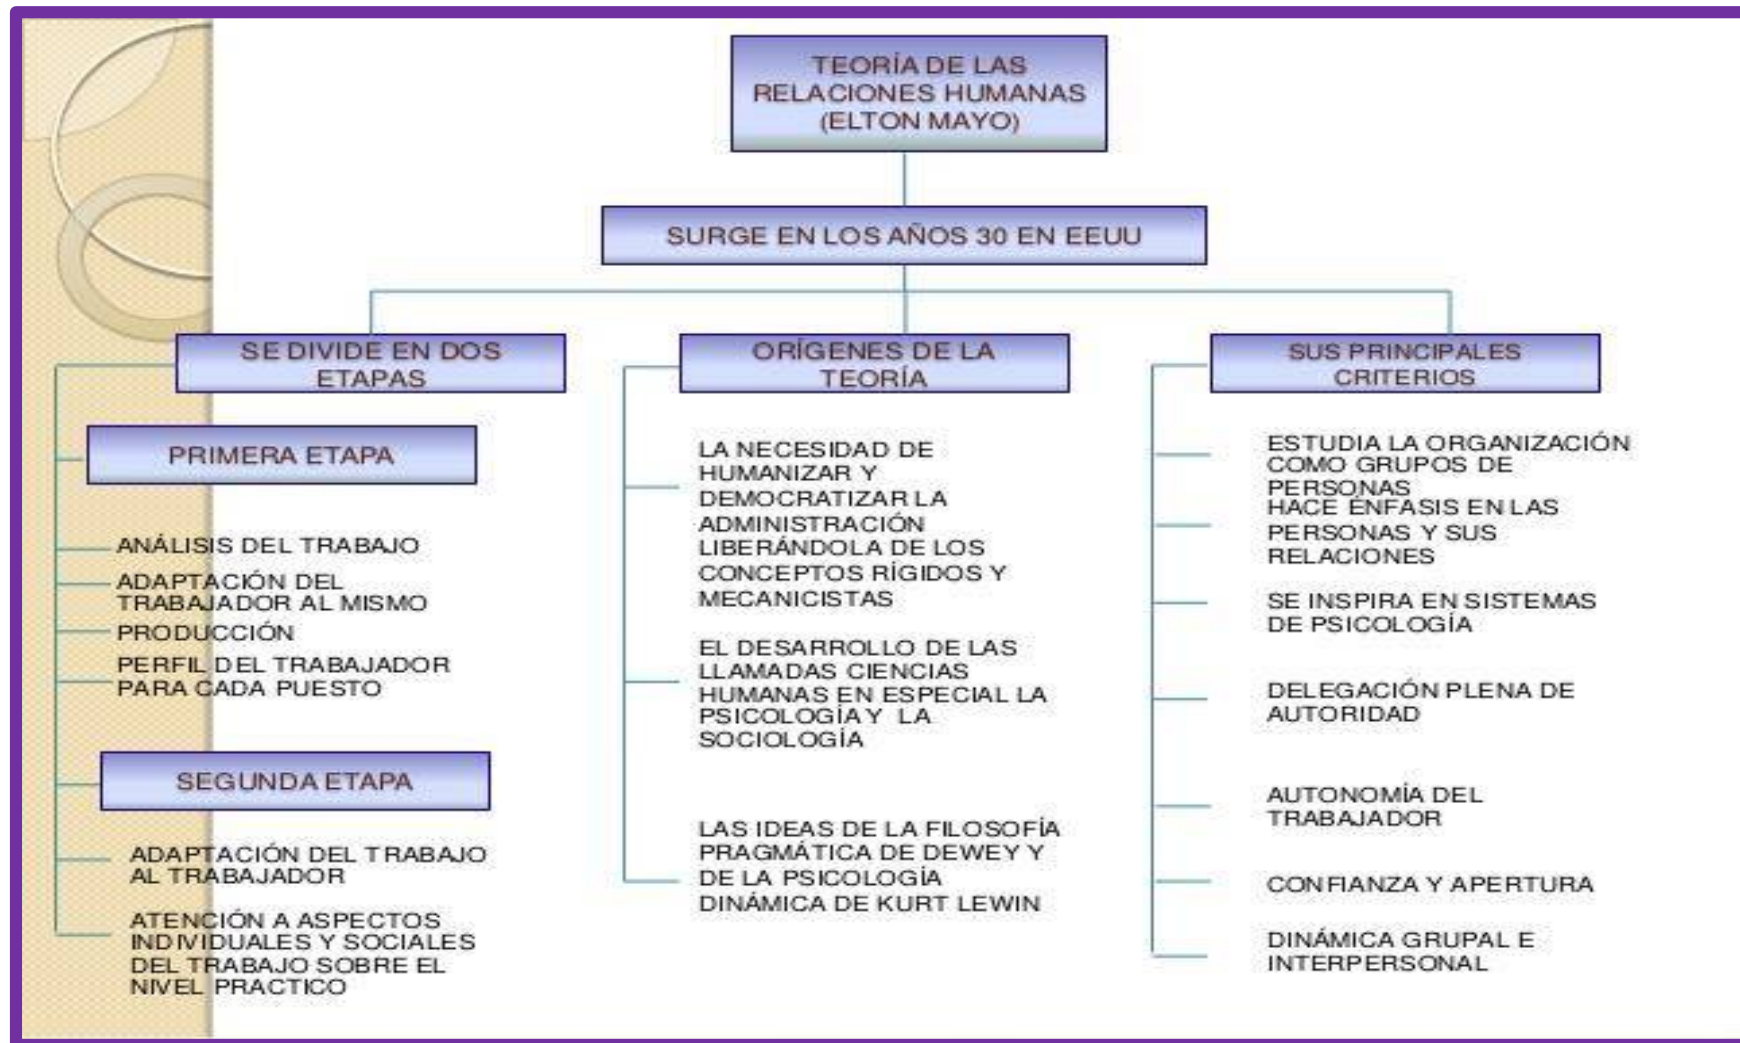 TEORÍA DE LAS
RELACIONES HUMANAS
(ELTON MAYO)
SURGE EN LOS AÑOS 30 EN EEUU
SE DIVIDE EN DOS
ETAPAS
PRIMERA ETAPA
ANÁLISIS DEL TRABAJO
ADAPTACIÓN DEL
TRABAJADOR AL MISMO
PRODUCCIÓN
PERFIL DEL TRABAJADOR
PARA CADA PUESTO
SEGUNDA ETAPA
ADAPTACIÓN DEL TRABAJO
AL TRABAJADOR
ATENCIÓN A ASPECTOS
INDIVIDUALES Y SOCIALES
DEL TRABAJO SOBRE EL
NIVEL PRACTICO
ORÍGENES DE LA
TEORÍA
LA NECESIDAD DE
HUMANIZAR Y
DEMOCRATIZAR LA
ADMINISTRACIÓN
LIBERÁNDOLA DE LOS
CONCEPTOS RÍGIDOS Y
MECANICISTAS
EL DESARROLLO DE LAS
LLAMADAS CIENCIAS
HUMANAS EN ESPECIAL LA
PSICOLOGÍA Y LA
SOCIOLOGÍA
LAS IDEAS DE LA FILOSOFÍA
PRAGMÁTICA DE DEWEY Y
DE LA PSICOLOGÍA
DINÁMICA DE KURT LEWIN
SUS PRINCIPALES
CRITERIOS
ESTUDIA LA ORGANIZACIÓN
COMO GRUPOS DE
PERSONAS
HACE ÉNFASIS EN LAS
PERSONAS Y SUS
RELACIONES
SE INSPIRA EN SISTEMAS
DE PSICOLOGÍA
DELEGACIÓN PLENA DE
AUTORIDAD
AUTONOMÍA DEL
TRABAJADOR
CONFIANZA Y APERTURA
DINÁMICA GRUPAL E
INTERPERSONAL